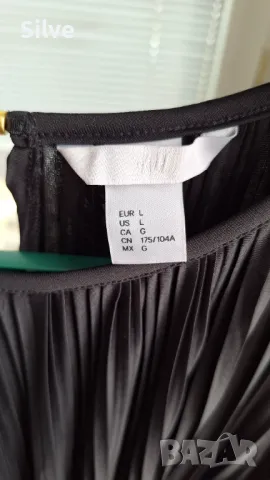 Silve
EUR L
US L
CA G
CN 175/104A
MX G
BAZAR